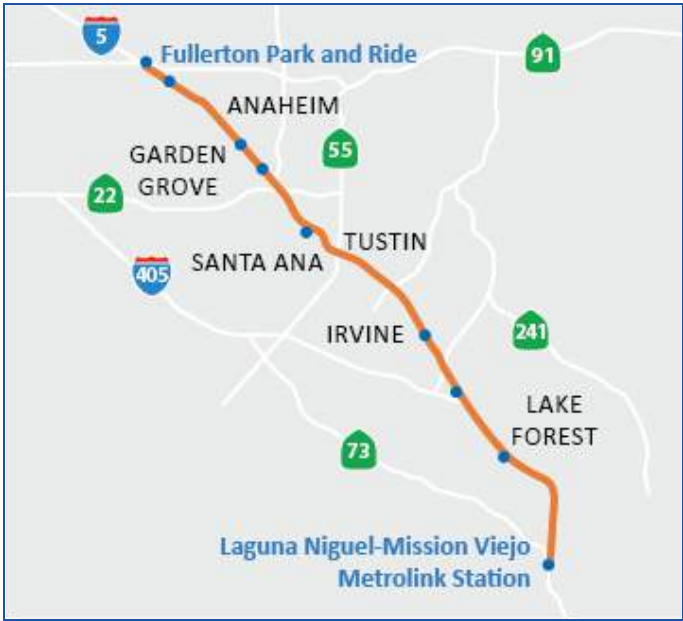 5
Fullerton Park and Ride
91
ANAHEIM
55
GARDEN
GROVE
22
TUSTIN
SANTA ANA
405
IRVINE
241
LAKE
FOREST
73
Laguna Niguel-Mission Viejo
Metrolink Station